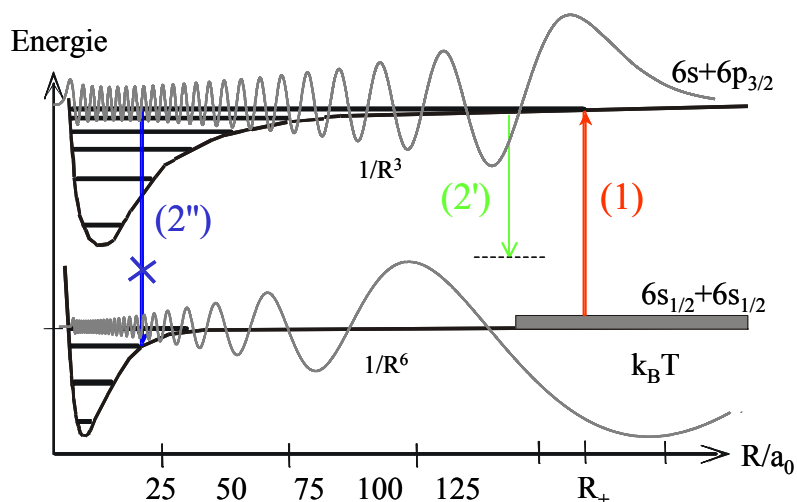 Energie
6s+6p3/2
1/R3
(2')
(1)
(2")
6s1/2+6s1/2
1/R6
kBT
R/a0
25 50 75 100 125 R+